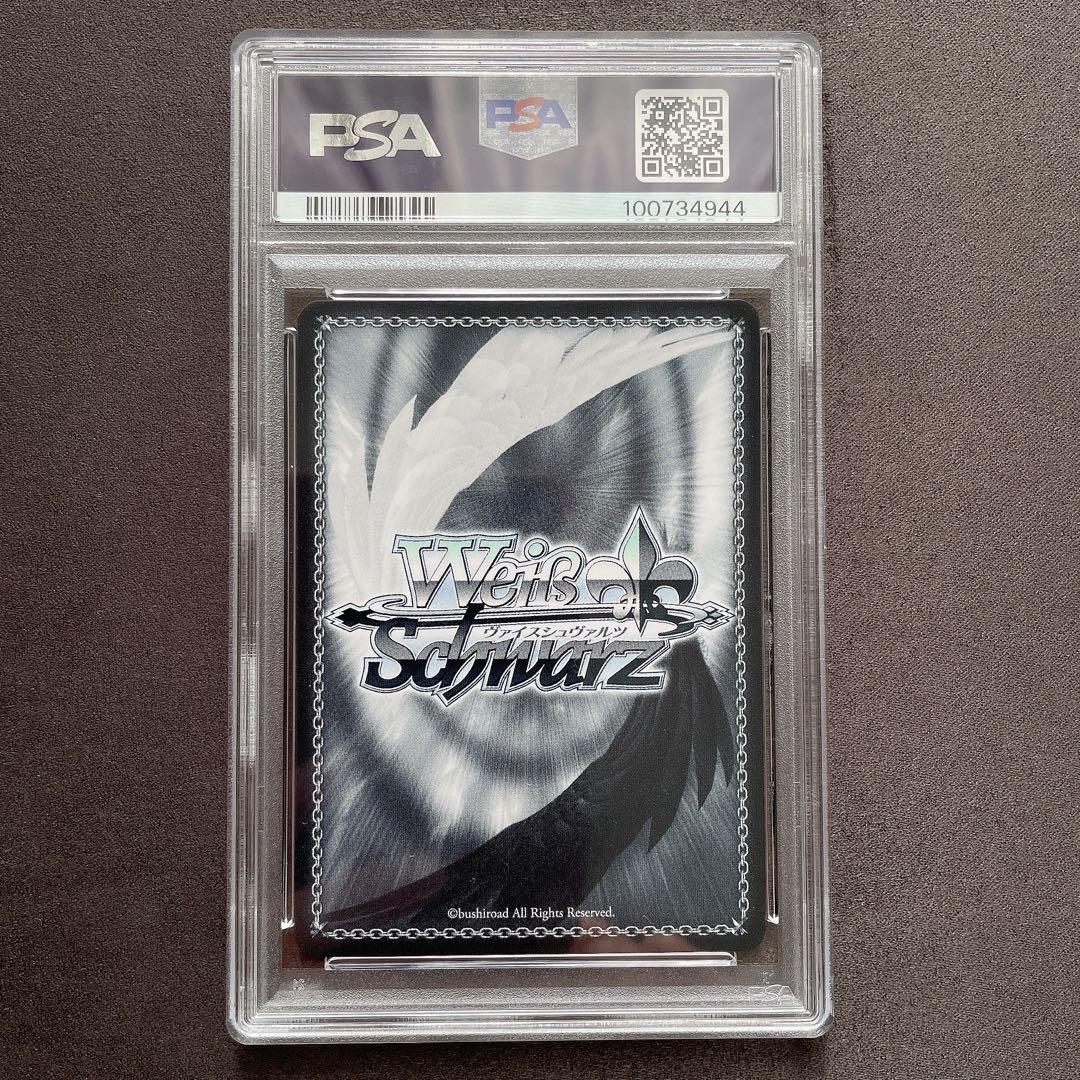 PSA
PSA
100734944
Weiß
ヴァイスシュヴァルツ
Schwarz
©bushiroad All Rights Reserved.
PSA